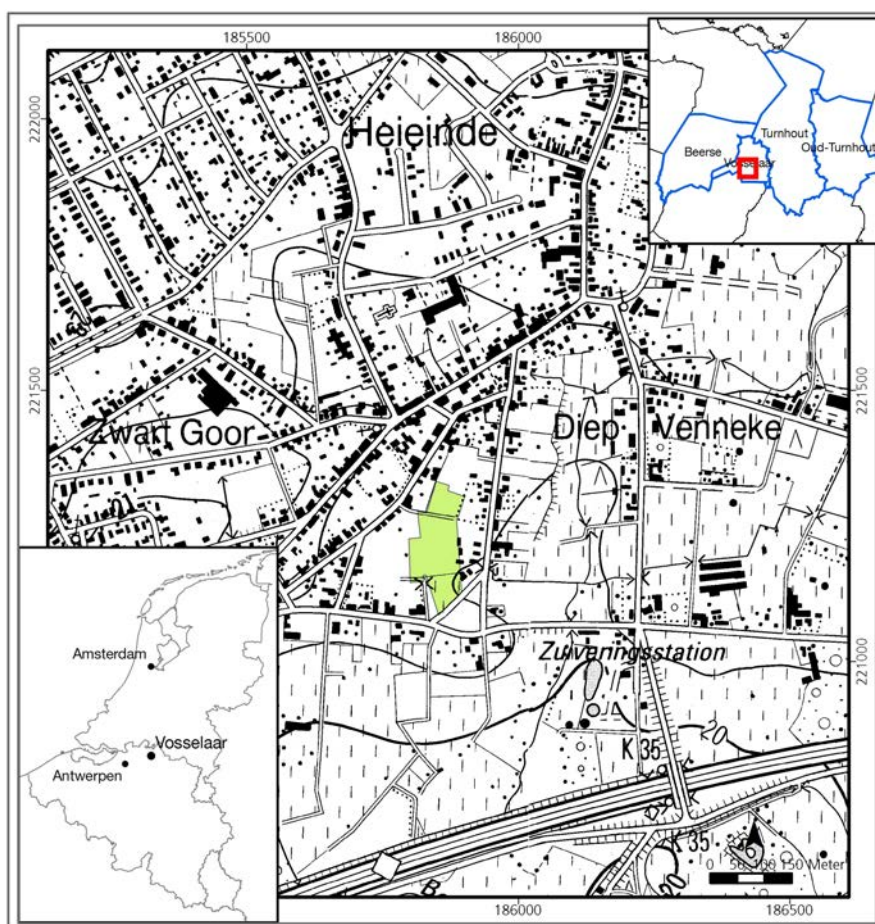 185500
186000
222000
Heieinde
Turnhout
Beerse
Oud-Turnhout
Vosselaar
221500
221500
Zwart Goor
Diep Venneke
Amsterdam
Zuiveringsstation
221000
Vosselaar
Antwerpen
K 35
20
K 35
0 50 100 150 Meter
20
186000
186500